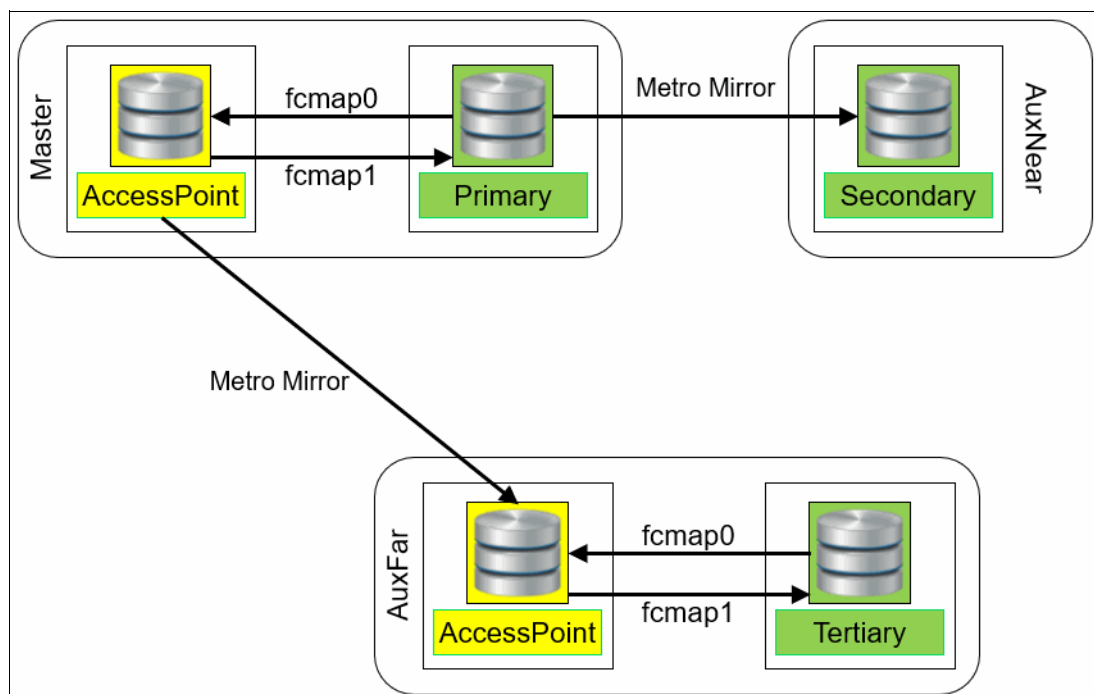 Master
fcmap0
fcmap1
AccessPoint
Primary
Metro Mirror
Secondary
AuxNear
Metro Mirror
AuxFar
fcmap0
fcmap1
AccessPoint
Tertiary